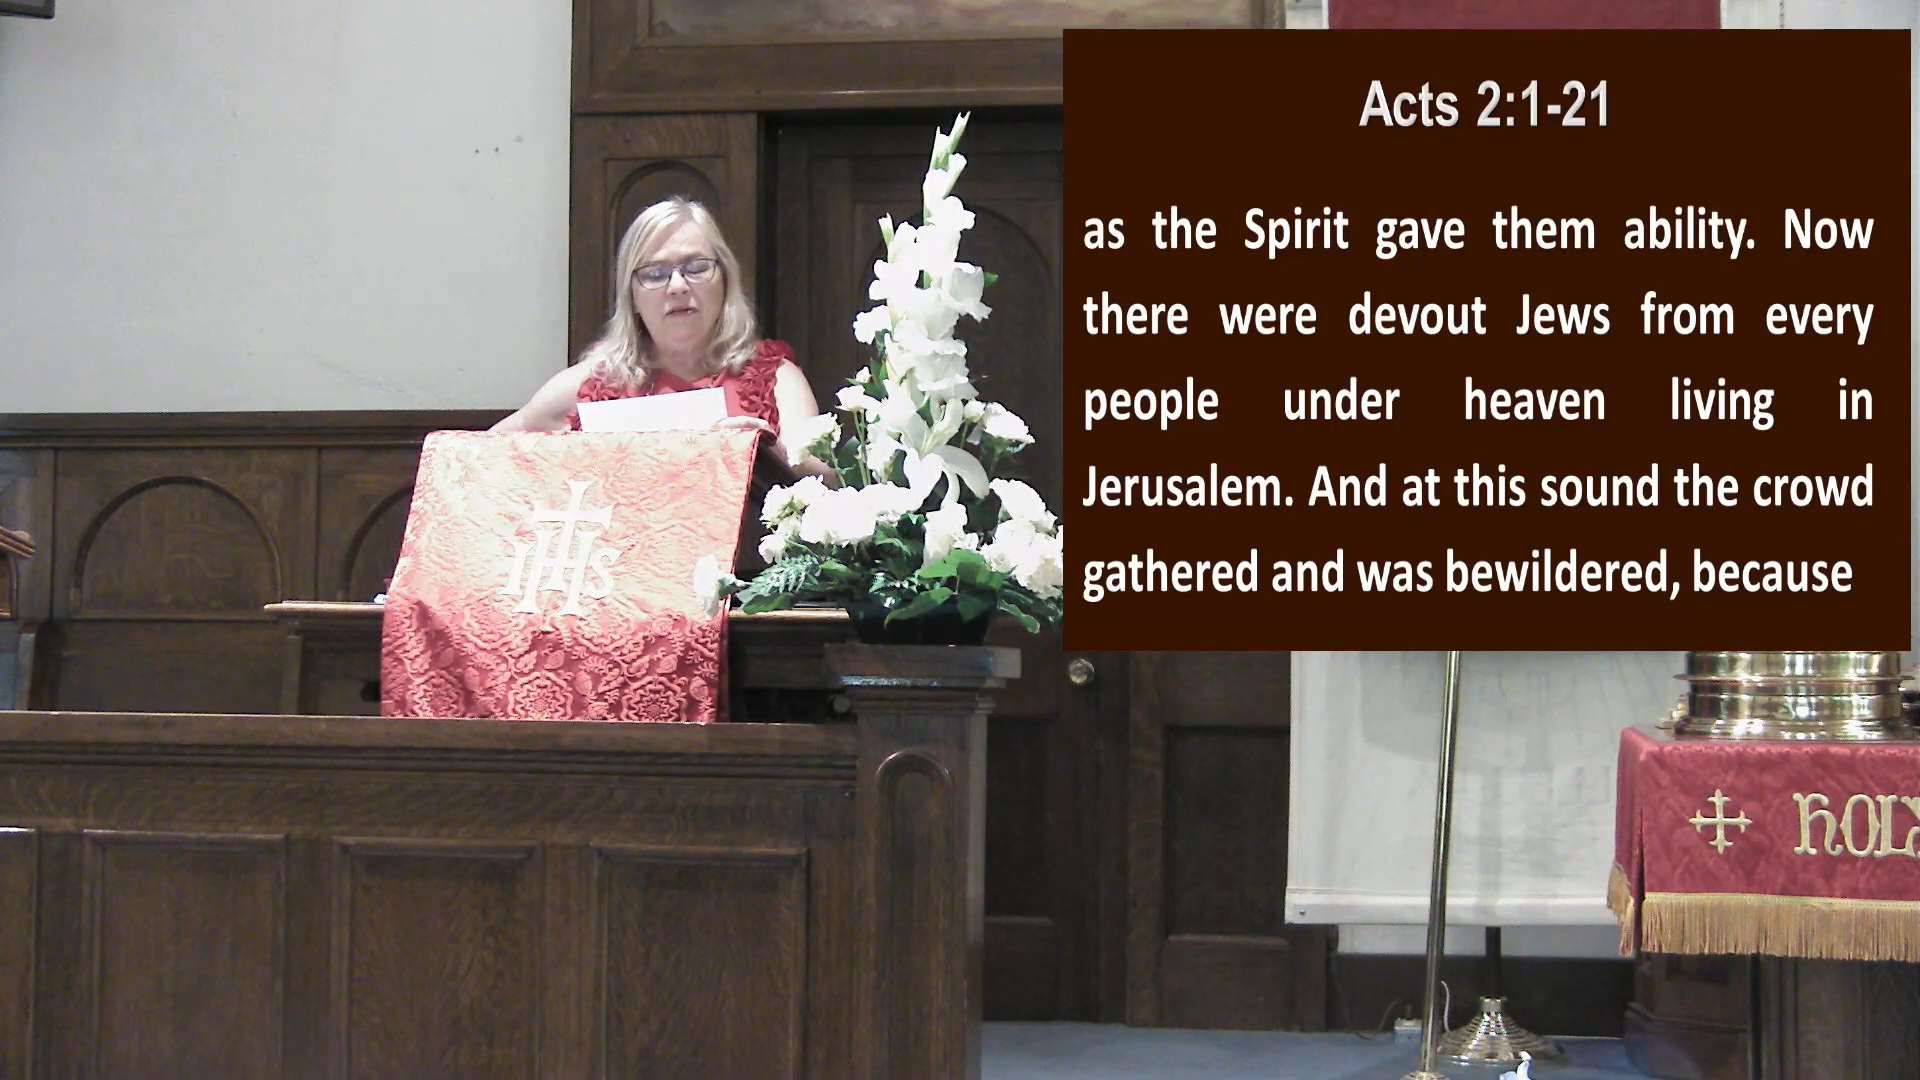 Acts 2:1-21
as the Spirit gave them ability. Now
there were devout Jews from every
people under heaven living in
Jerusalem. And at this sound the crowd
gathered and was bewildered, because
IHS
HOLY